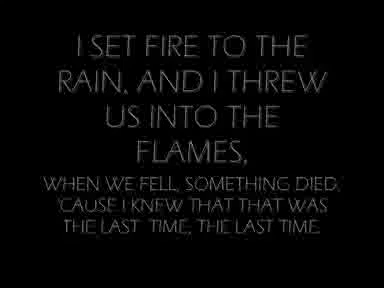 I SET FIRE TO THE
RAIN, AND I THREW
US INTO THE
FLAMES,
WHEN WE FELL, SOMETHING DIED,
'CAUSE I KNEW THAT THAT WAS
THE LAST TIME, THE LAST TIME